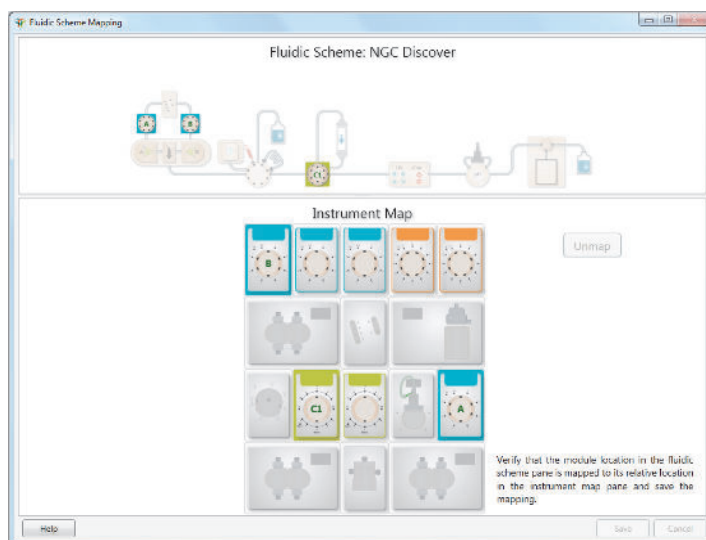 Fluidic Scheme Mapping
Fluidic Scheme: NGC Discover
A
B
C1
Instrument Map
B
Unmap
C1
A
Verify that the module location in the fluidic
scheme pane is mapped to its relative location
in the instrument map pane and save the
mapping.
Help
Save
Cancel